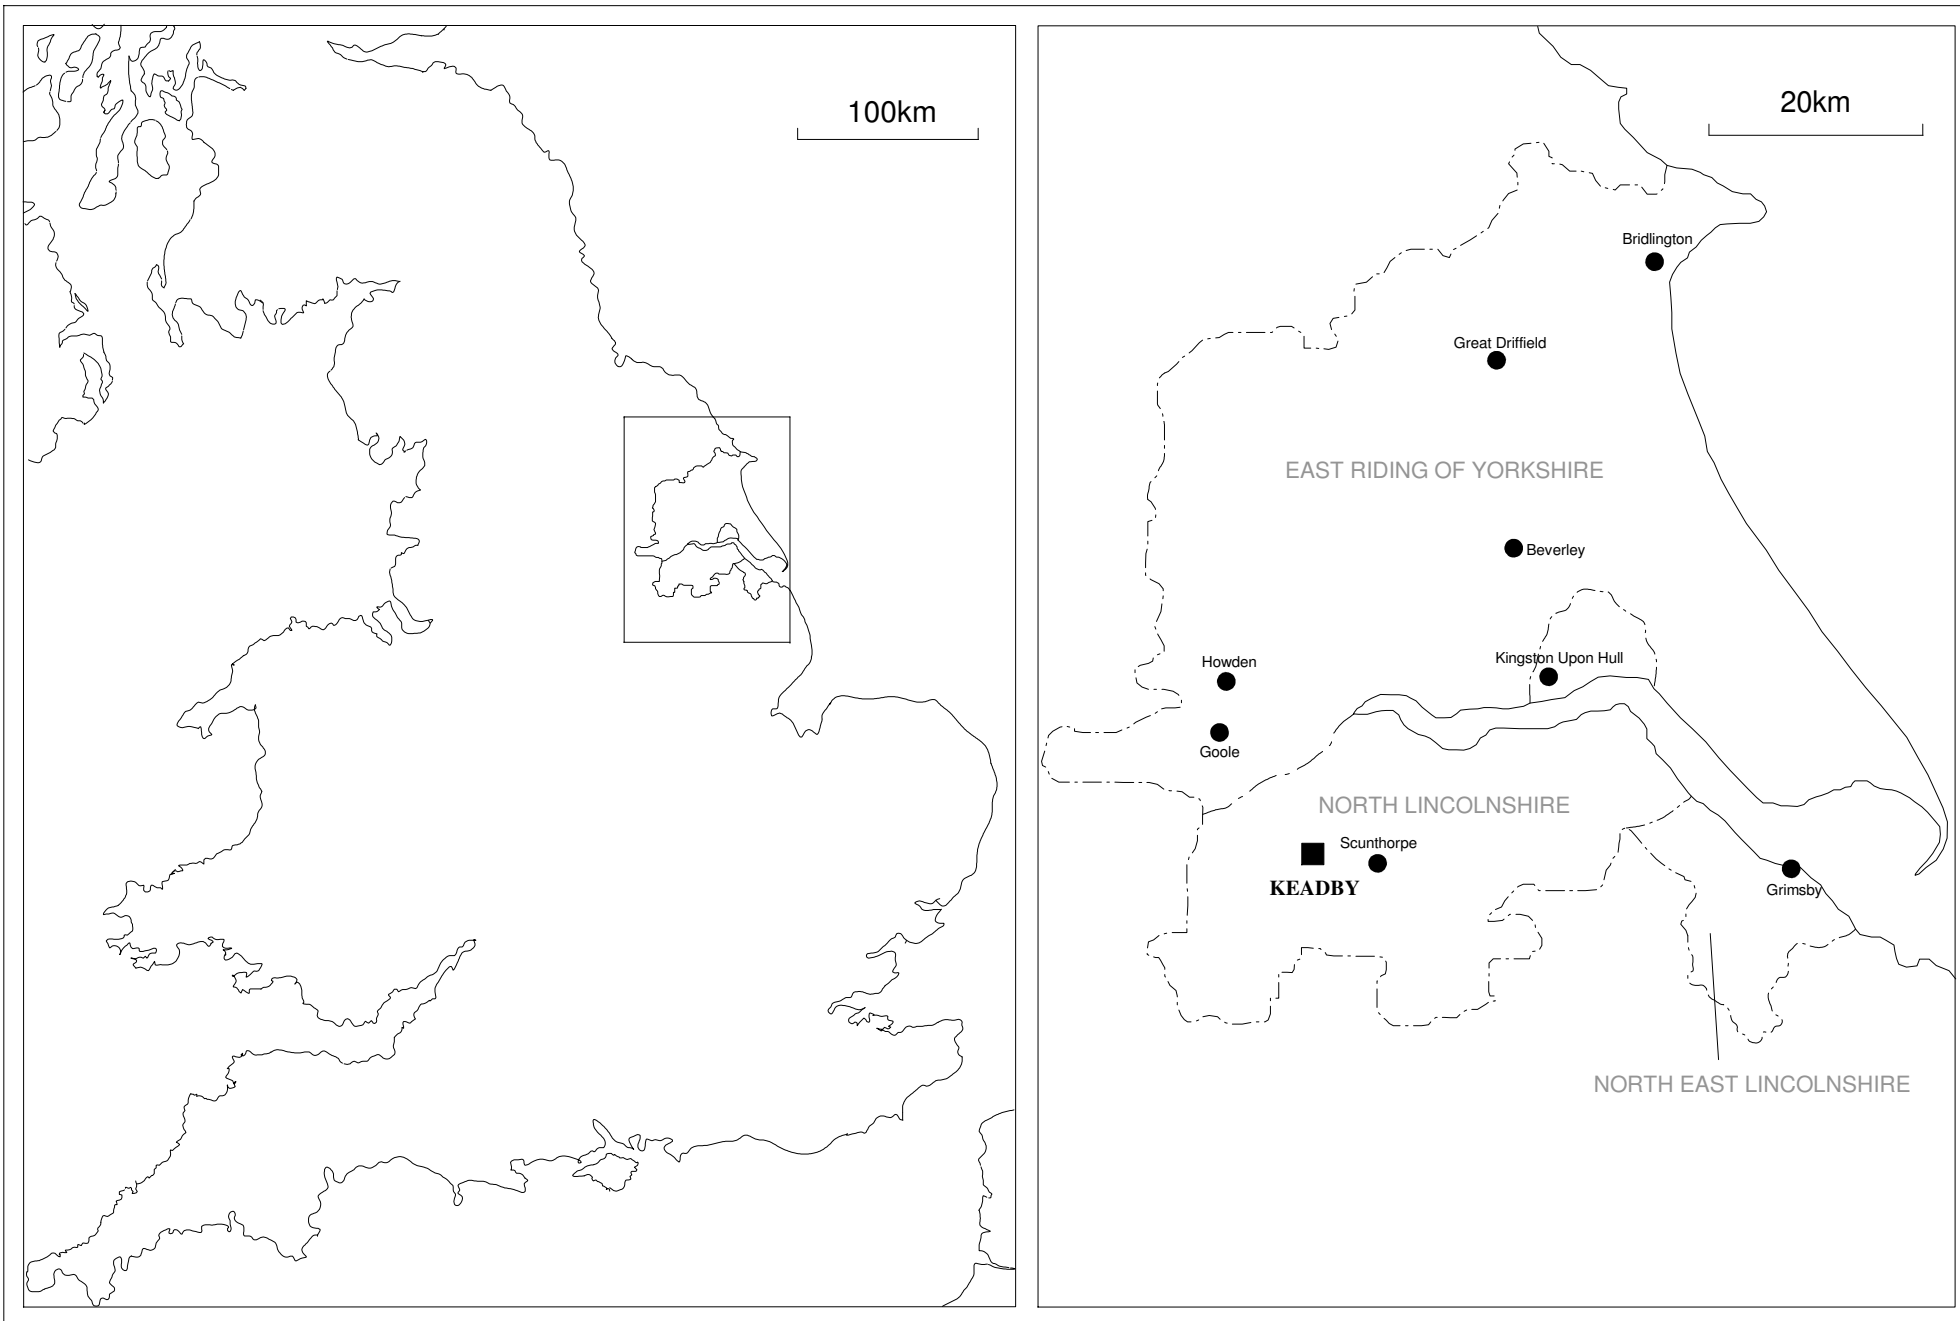 100km
20km
Bridlington
Great Driffield
EAST RIDING OF YORKSHIRE
Beverley
Kingston Upon Hull
Howden
Goole
NORTH LINCOLNSHIRE
Scunthorpe
KEADBY
Grimsby
NORTH EAST LINCOLNSHIRE